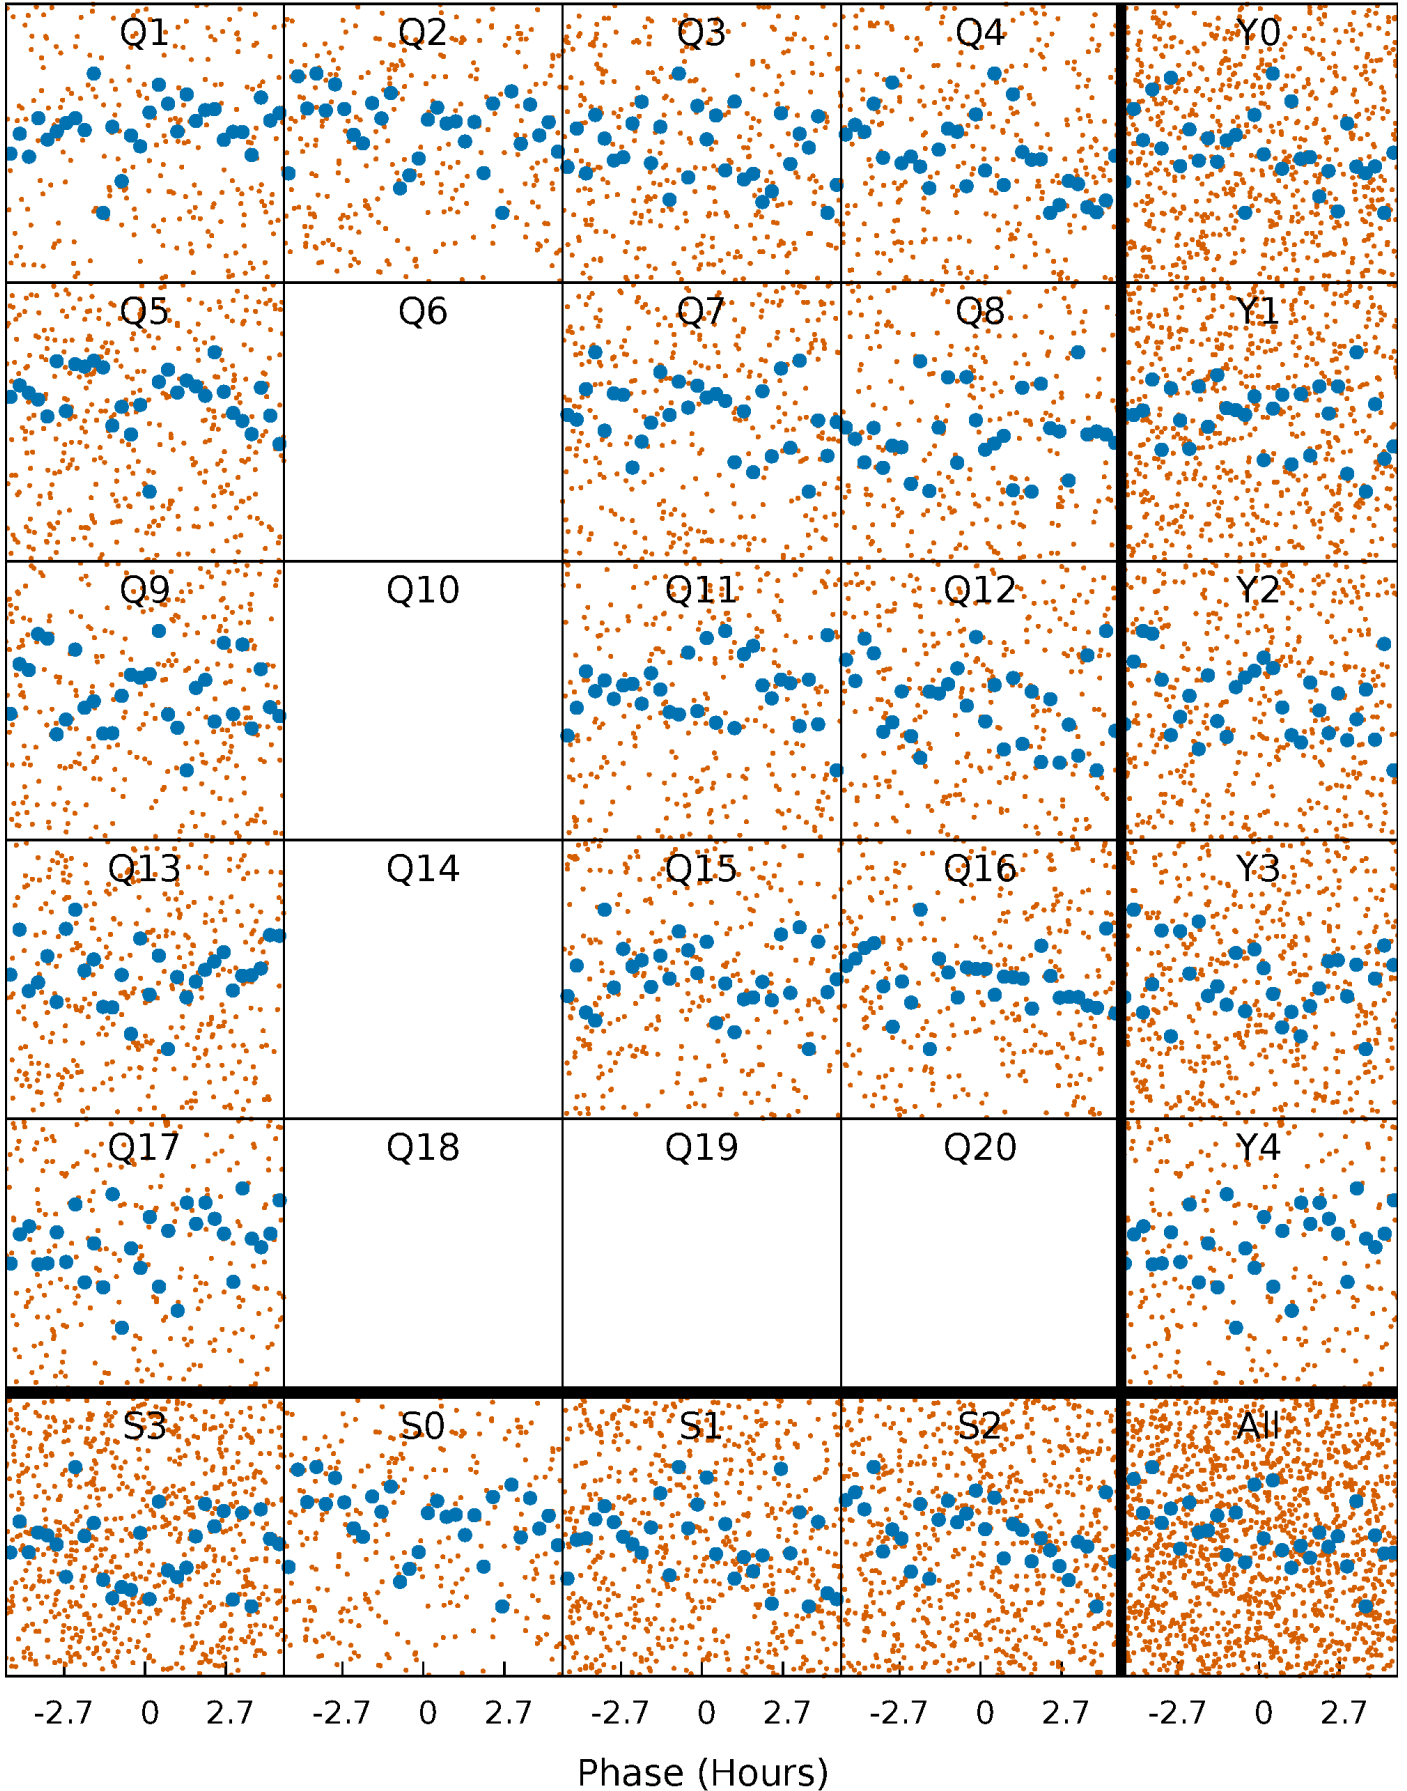 Q1 Q2 Q3 Q4 Y0
Q5 Q6 Q7 Q8 Y1
Q9 Q10 Q11 Q12 Y2
Q13 Q14 Q15 Q16 Y3
Q17 Q18 Q19 Q20 Y4
S3 S0 S1 S2 All
-2.7 0 2.7 -2.7 0 2.7 -2.7 0 2.7 -2.7 0 2.7 -2.7 0 2.7
Phase (Hours)